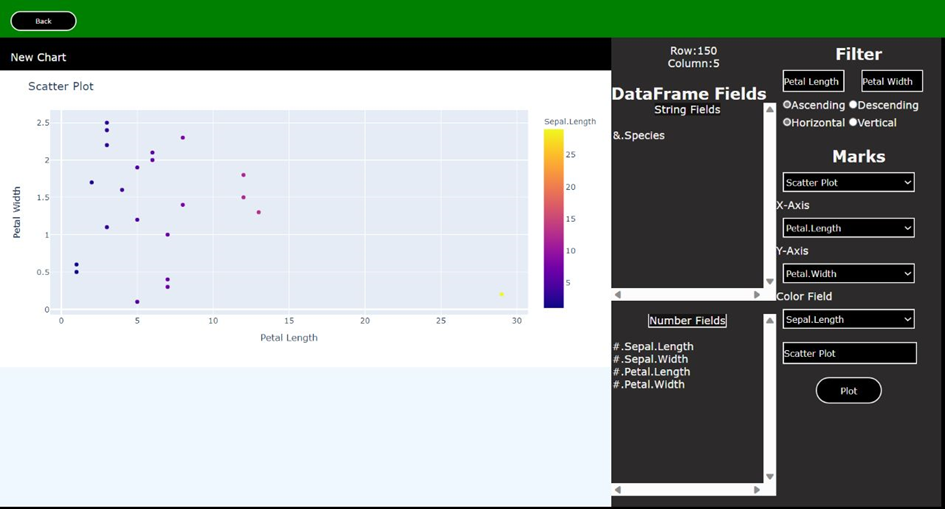 Back
New Chart
Scatter Plot
Sepal.Length
2.5
2
1.5
1
0.5
0
Petal Width
0
5
10
15
20
25
30
Petal Length
25
20
15
10
5
Row:150
Column:5
DataFrame Fields
String Fields
&.Species
Number Fields
#.Sepal.Length
#.Sepal.Width
#.Petal.Length
#.Petal.Width
Filter
Petal Length Petal Width
Ascending Descending
Horizontal Vertical
Marks
Scatter Plot
X-Axis
Petal.Length
Y-Axis
Petal.Width
Color Field
Sepal.Length
Scatter Plot
Plot